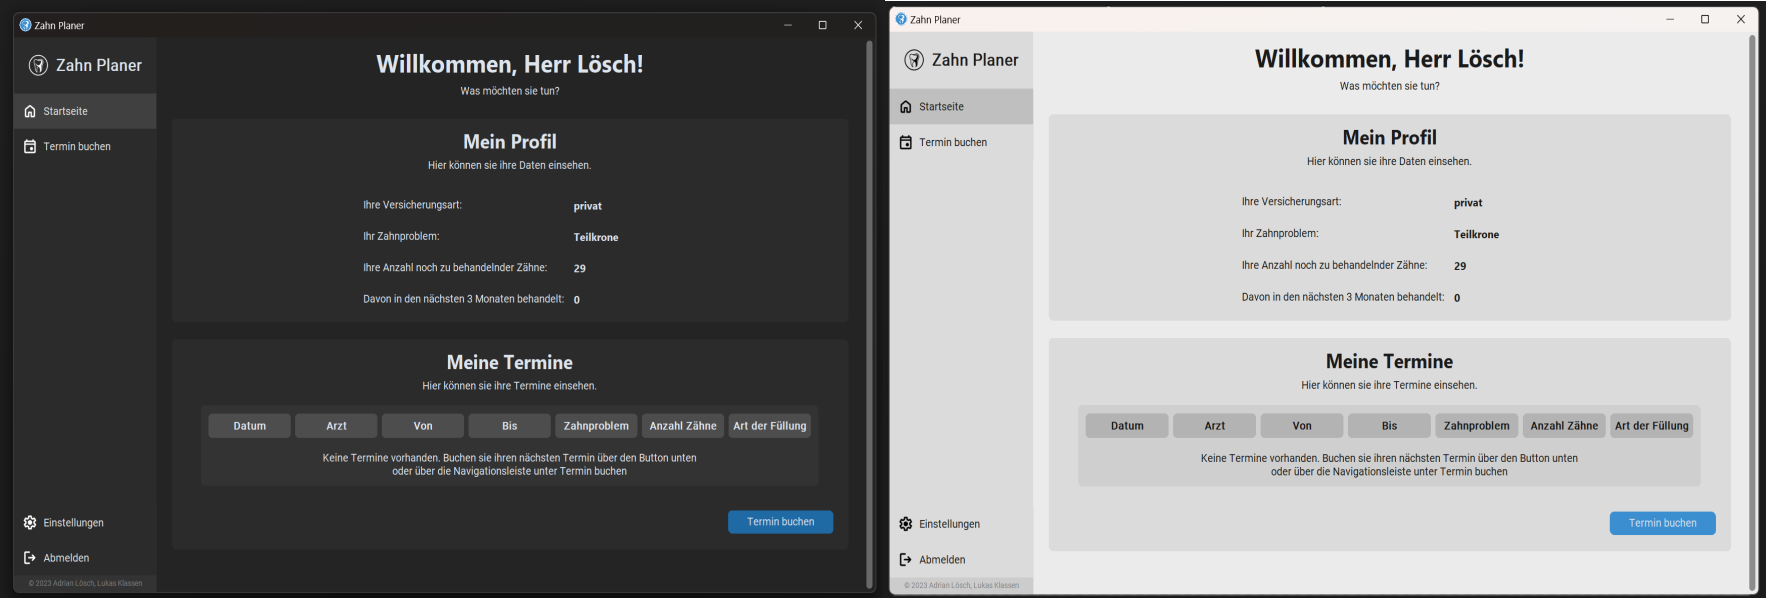 Zahn Planer
Zahn Planer
Willkommen, Herr Lösch!
Was möchten sie tun?
Startseite
Termin buchen
Mein Profil
Hier können sie ihre Daten einsehen.
Ihre Versicherungsart: privat
Ihr Zahnproblem: Teilkrone
Ihre Anzahl noch zu behandelnder Zähne: 29
Davon in den nächsten 3 Monaten behandelt: 0
Meine Termine
Hier können sie ihre Termine einsehen.
Datum Arzt Von Bis Zahnproblem Anzahl Zähne Art der Füllung
Keine Termine vorhanden. Buchen sie ihren nächsten Termin über den Button unten
oder über die Navigationsleiste unter Termin buchen
Termin buchen
Einstellungen
Abmelden
© 2023 Adrian Lösch, Lukas Klassen
Zahn Planer
Zahn Planer
Willkommen, Herr Lösch!
Was möchten sie tun?
Startseite
Termin buchen
Mein Profil
Hier können sie ihre Daten einsehen.
Ihre Versicherungsart: privat
Ihr Zahnproblem: Teilkrone
Ihre Anzahl noch zu behandelnder Zähne: 29
Davon in den nächsten 3 Monaten behandelt: 0
Meine Termine
Hier können sie ihre Termine einsehen.
Datum Arzt Von Bis Zahnproblem Anzahl Zähne Art der Füllung
Keine Termine vorhanden. Buchen sie ihren nächsten Termin über den Button unten
oder über die Navigationsleiste unter Termin buchen
Termin buchen
Einstellungen
Abmelden
© 2023 Adrian Lösch, Lukas Klassen